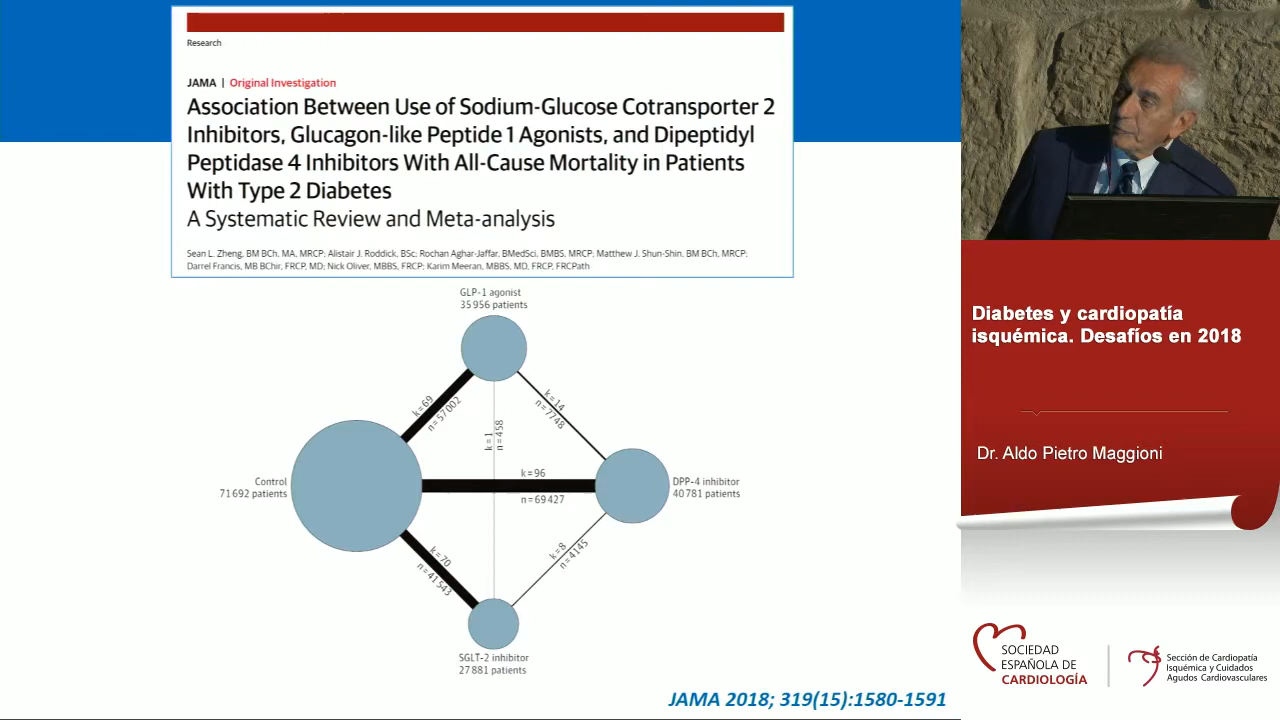 Research
JAMA | Original Investigation
Association Between Use of Sodium-Glucose Cotransporter 2
Inhibitors, Glucagon-like Peptide 1 Agonists, and Dipeptidyl
Peptidase 4 Inhibitors With All-Cause Mortality in Patients
With Type 2 Diabetes
A Systematic Review and Meta-analysis
Sean L. Zheng, BM BCh, MA, MRCP; Alistair J. Roddick, BSc; Rochan Aghar-Jaffar, BMedSci, BMBS, MRCP; Matthew J. Shun-Shin, BM BCh, MRCP;
Darrel Francis, MB BChir, FRCP, MD; Nick Oliver, MBBS, FRCP; Karim Meeran, MBBS, MD, FRCP, FRCPath
GLP-1 agonist
35 956 patients
k=69
n=57002
k=14
n=7748
k=1
n=458
Control
71 692 patients
k=96
n=69 427
DPP-4 inhibitor
40 781 patients
k=70
n=41543
k=8
n=4145
SGLT-2 inhibitor
27 881 patients
JAMA 2018; 319(15):1580-1591
Diabetes y cardiopatía
isquémica. Desafíos en 2018
Dr. Aldo Pietro Maggioni
SOCIEDAD
ESPAÑOLA DE
CARDIOLOGÍA
Sección de Cardiopatía
Isquémica y Cuidados
Agudos Cardiovasculares